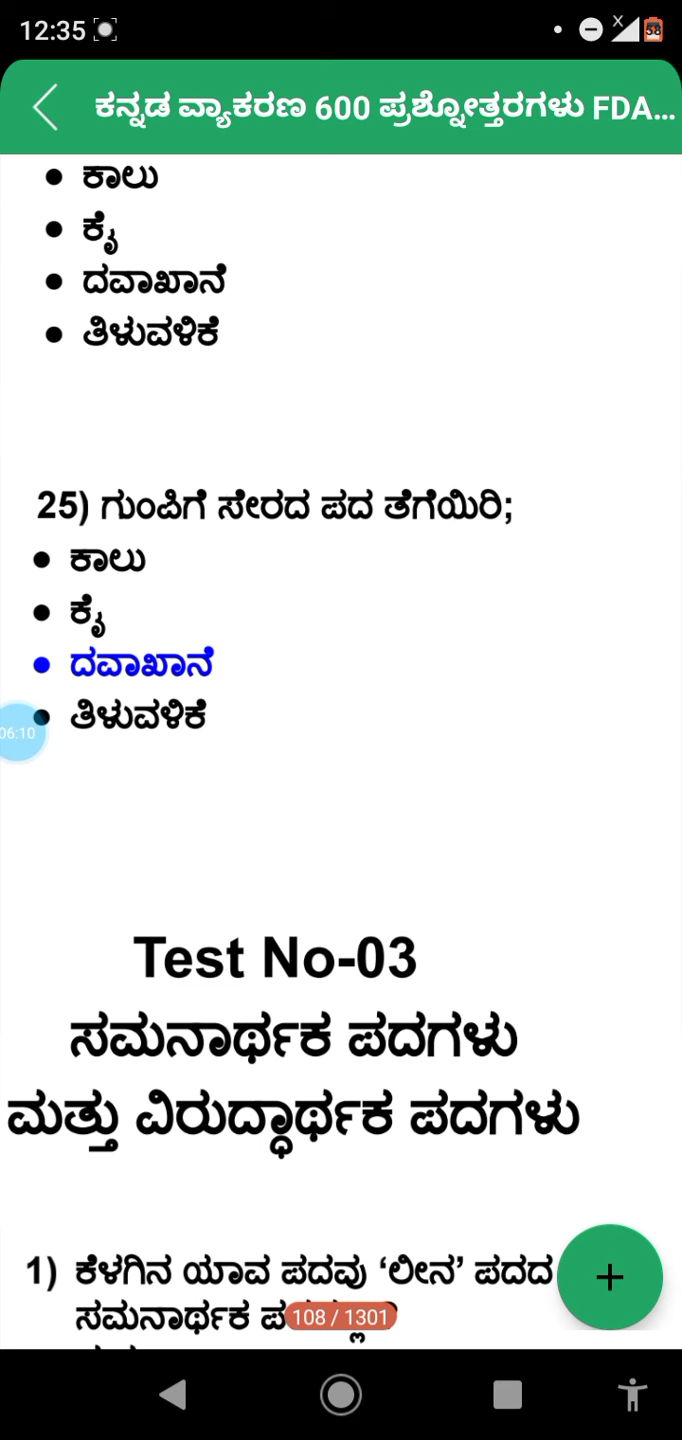 12:35
58
ಕನ್ನಡ ವ್ಯಾಕರಣ 600 ಪ್ರಶ್ನೋತ್ತರಗಳು FDA...
ಕಾಲು
ಕೈ
ದವಾಖಾನೆ
ತಿಳುವಳಿಕೆ
25) ಗುಂಪಿಗೆ ಸೇರದ ಪದ ತೆಗೆಯಿರಿ;
ಕಾಲು
ಕೈ
ದವಾಖಾನೆ
ತಿಳುವಳಿಕೆ
06:10
Test No-03
ಸಮನಾರ್ಥಕ ಪದಗಳು
ಮತ್ತು ವಿರುದ್ಧಾರ್ಥಕ ಪದಗಳು
1) ಕೆಳಗಿನ ಯಾವ ಪದವು ‘ಲೀನ’ ಪದದ
ಸಮನಾರ್ಥಕ
108 / 1301